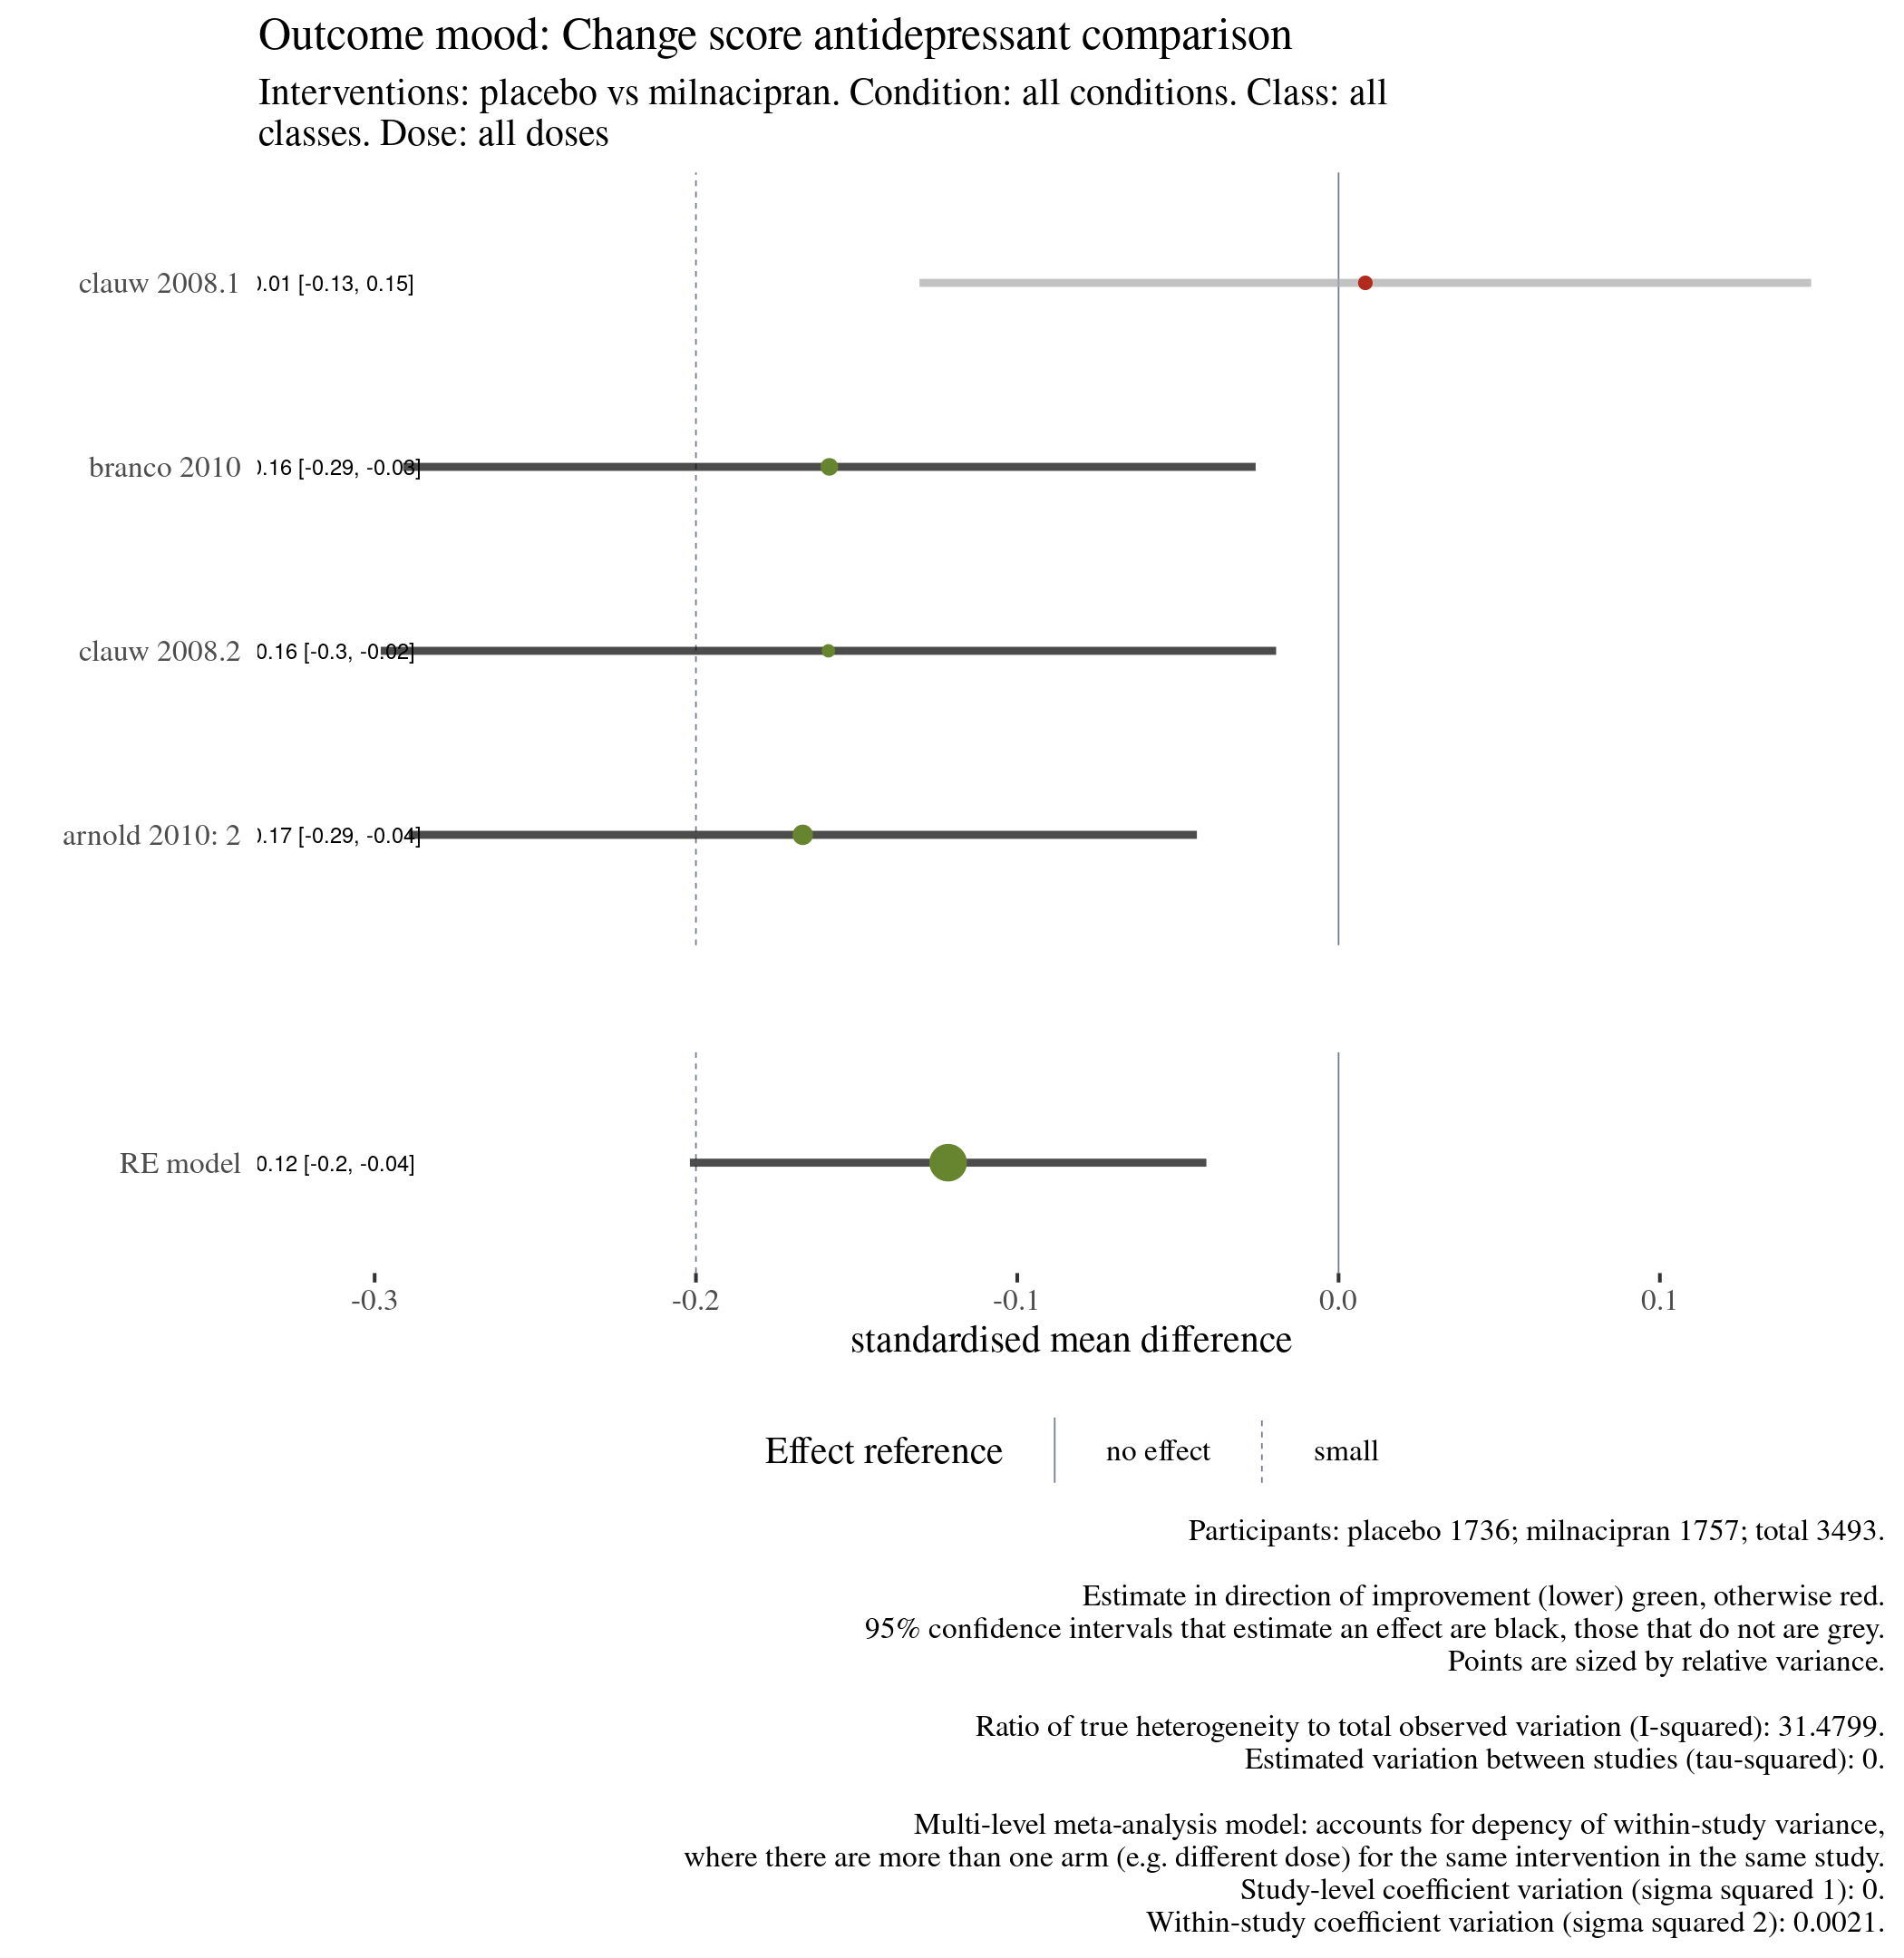 Outcome mood: Change score antidepressant comparison
Interventions: placebo vs milnacipran. Condition: all conditions. Class: all
classes. Dose: all doses
clauw 2008.1 .01 [-0.13, 0.15]
branco 2010 .16 [-0.29, -0.03]
clauw 2008.2 0.16 [-0.3, -0.02]
arnold 2010: 2 .17 [-0.29, -0.04]
RE model 0.12 [-0.2, -0.04]
-0.3 -0.2 -0.1 0.0 0.1
standardised mean difference
Effect reference no effect small
Participants: placebo 1736; milnacipran 1757; total 3493.
Estimate in direction of improvement (lower) green, otherwise red.
95% confidence intervals that estimate an effect are black, those that do not are grey.
Points are sized by relative variance.
Ratio of true heterogeneity to total observed variation (I-squared): 31.4799.
Estimated variation between studies (tau-squared): 0.
Multi-level meta-analysis model: accounts for depency of within-study variance,
where there are more than one arm (e.g. different dose) for the same intervention in the same study.
Study-level coefficient variation (sigma squared 1): 0.
Within-study coefficient variation (sigma squared 2): 0.0021.